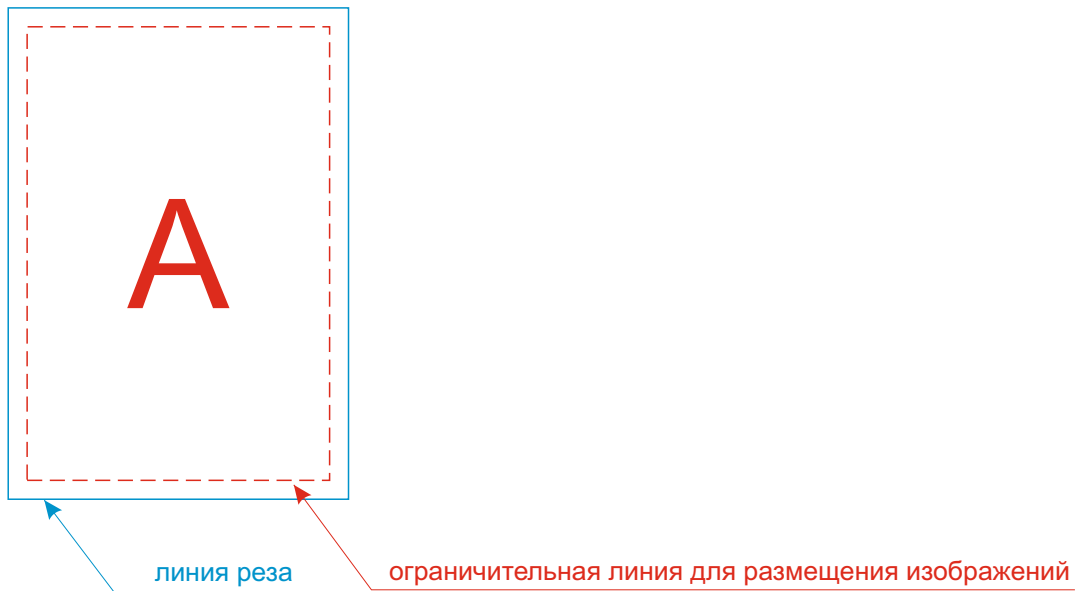 А
линия реза
ограничительная линия для размещения изображений